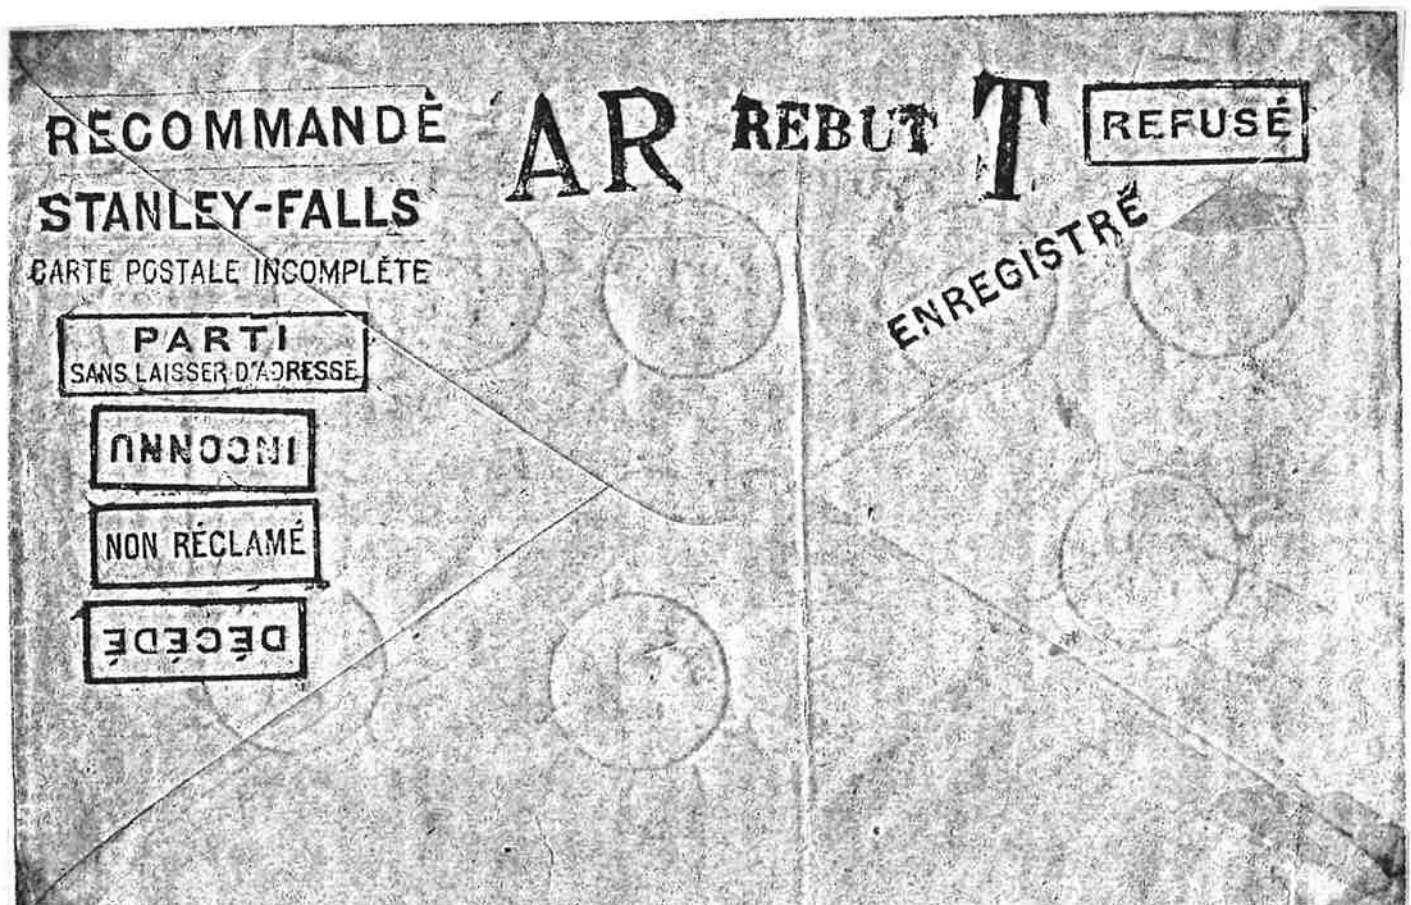 RECOMMANDÉ
AR
REBUT
T
REFUSÉ
STANLEY-FALLS
ENREGISTRÉ
CARTE POSTALE INCOMPLÈTE
PARTI
SANS LAISSER D'ADRESSE
INCONNU
NON RÉCLAMÉ
DÉCÉDÉ